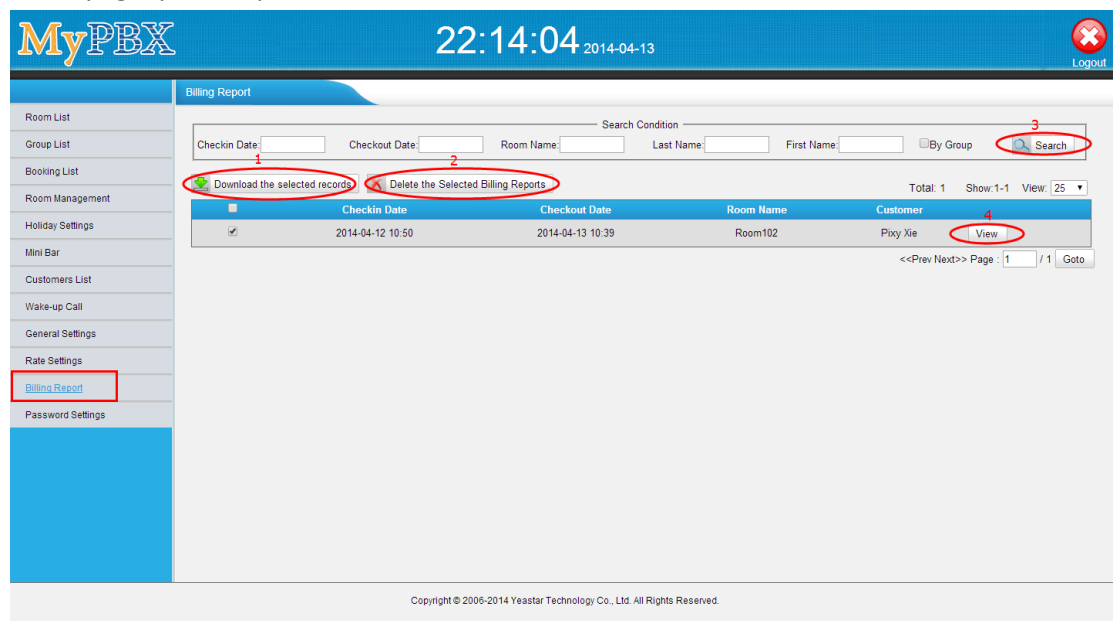 MyPBX
22:14:04 2014-04-13
Logout
Billing Report
Room List
Group List
Booking List
Room Management
Holiday Settings
Mini Bar
Customers List
Wake-up Call
General Settings
Rate Settings
Billing Report
Password Settings
Search Condition
3
Checkin Date: Checkout Date: Room Name: Last Name: First Name: By Group Search
1 2
Download the selected records Delete the Selected Billing Reports
Total: 1 Show:1-1 View: 25
Checkin Date Checkout Date Room Name Customer
4
2014-04-12 10:50 2014-04-13 10:39 Room102 Pixy Xie View
<<Prev Next>> Page : 1 / 1 Goto
Copyright © 2006-2014 Yeastar Technology Co., Ltd. All Rights Reserved.